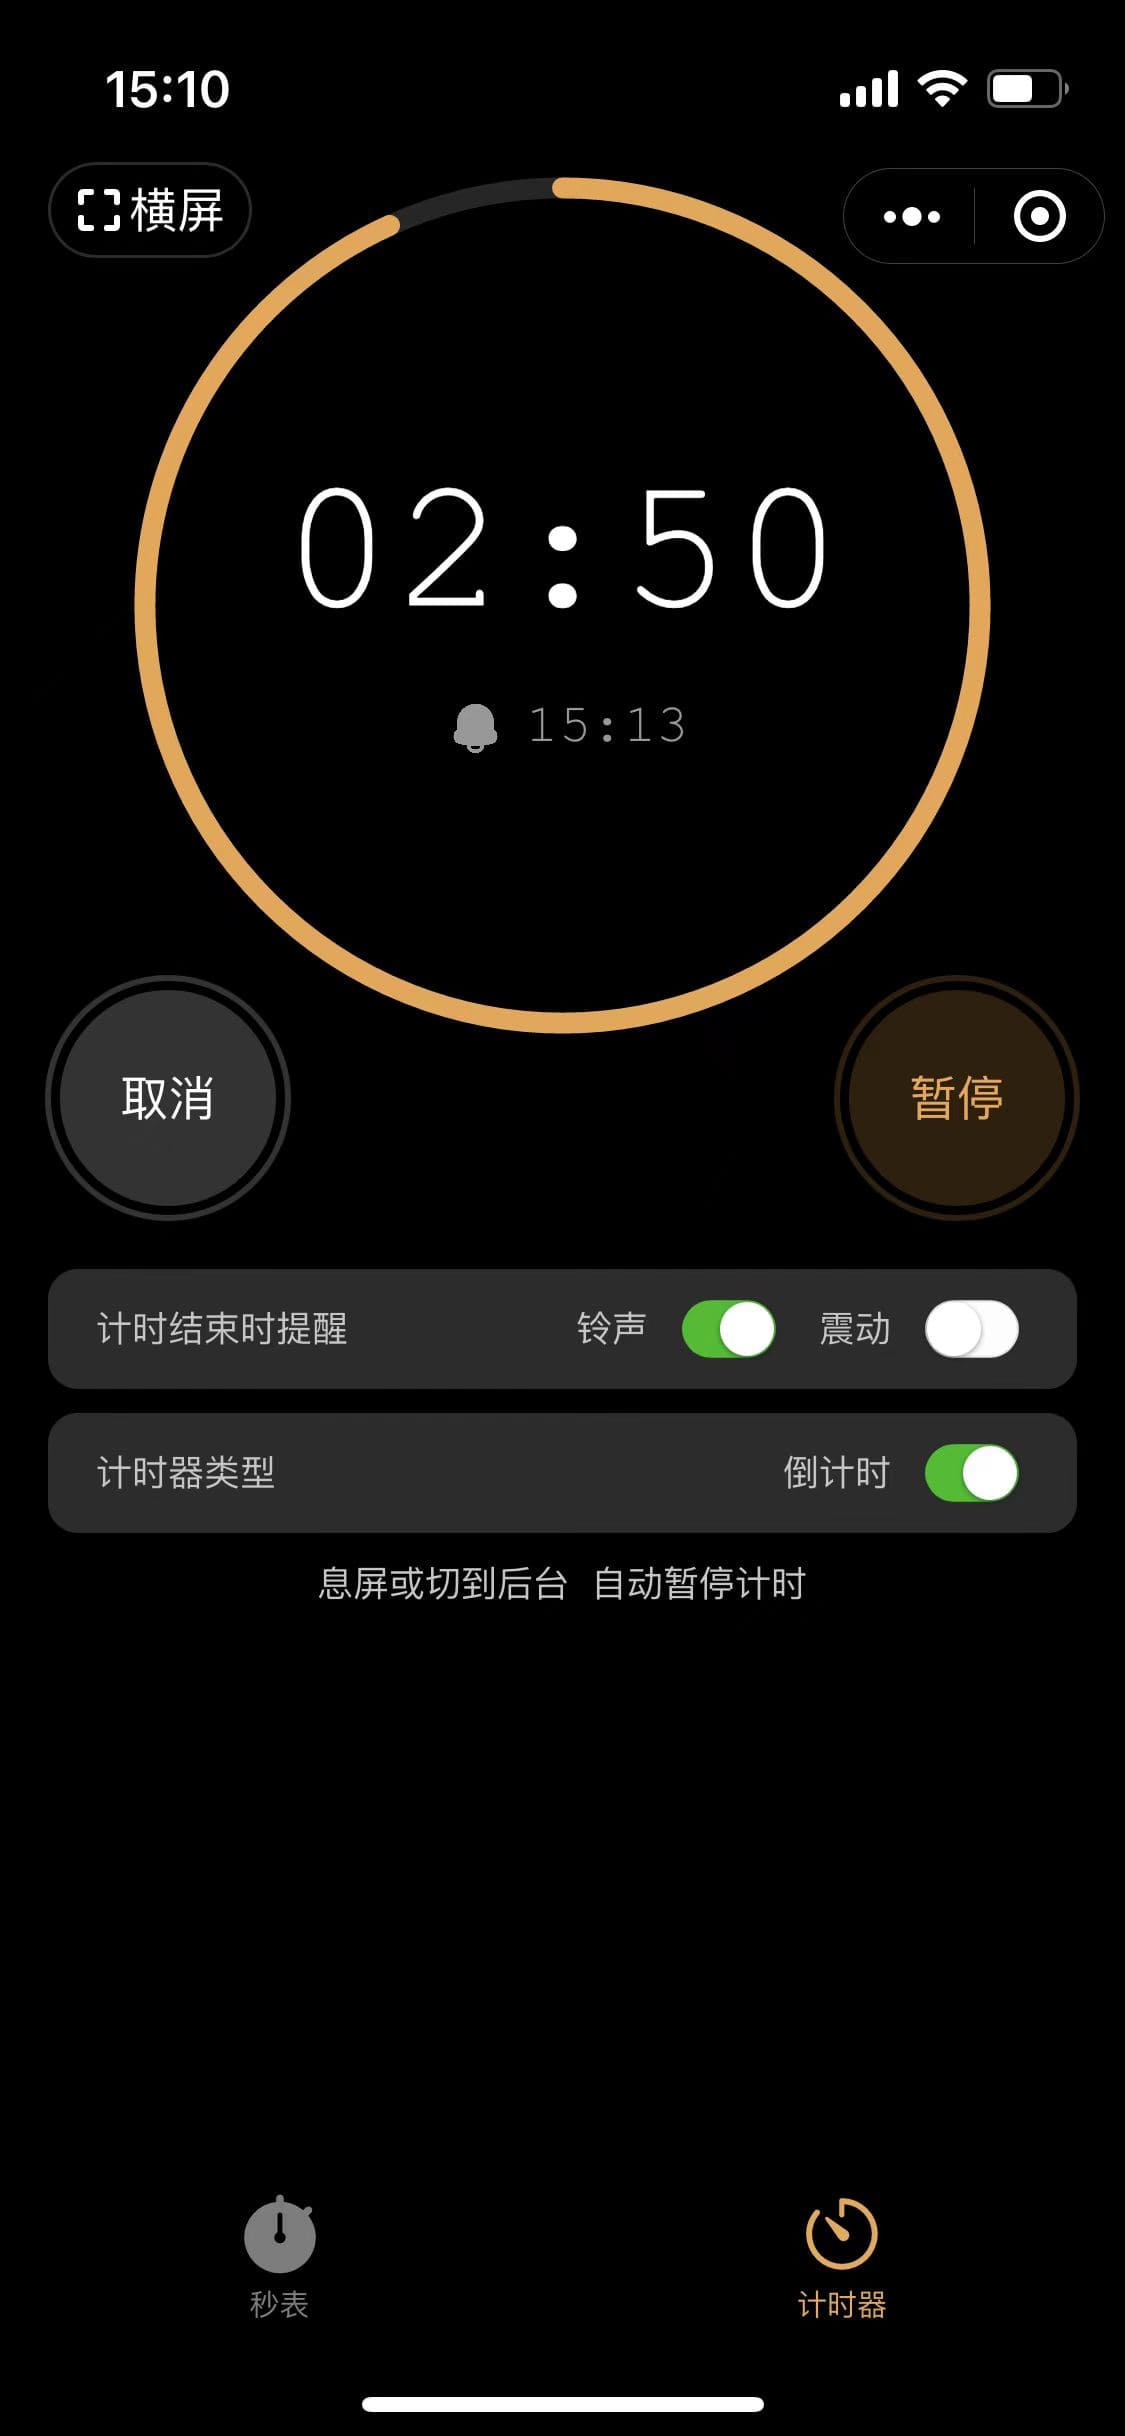 15:10
横屏
02:50
15:13
取消
暂停
计时结束时提醒 铃声 震动
计时器类型 倒计时
息屏或切到后台 自动暂停计时
秒表
计时器